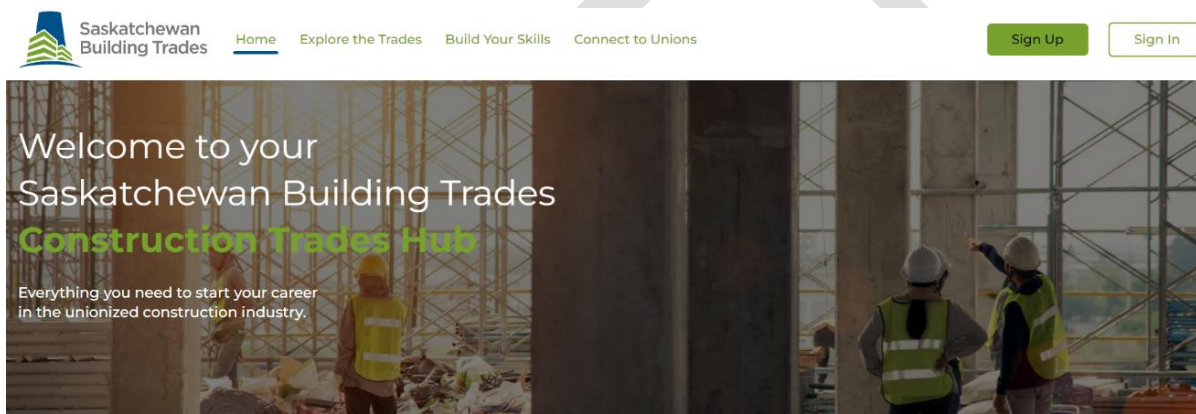 Saskatchewan
Building Trades
Home Explore the Trades Build Your Skills Connect to Unions Sign Up Sign In
Welcome to your
Saskatchewan Building Trades
Construction Trades Hub
Everything you need to start your career
in the unionized construction industry.